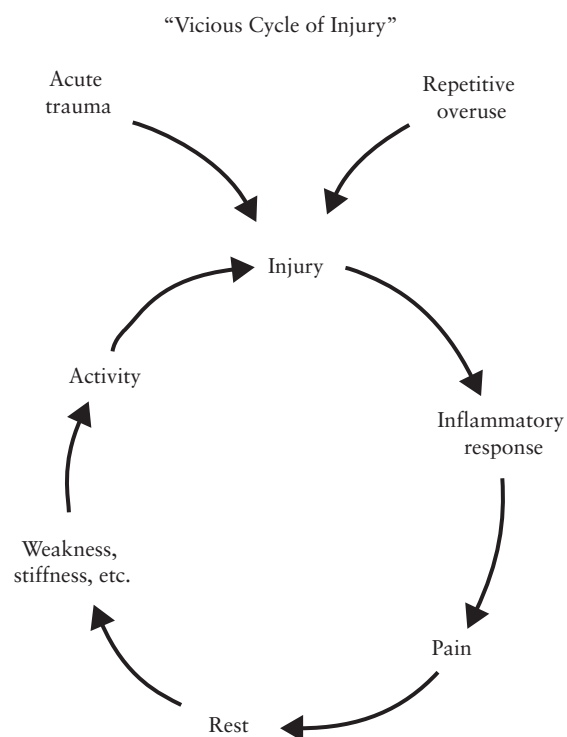 “Vicious Cycle of Injury”
Acute
trauma
Repetitive
overuse
Injury
Inflammatory
response
Pain
Rest
Weakness,
stiffness, etc.
Activity